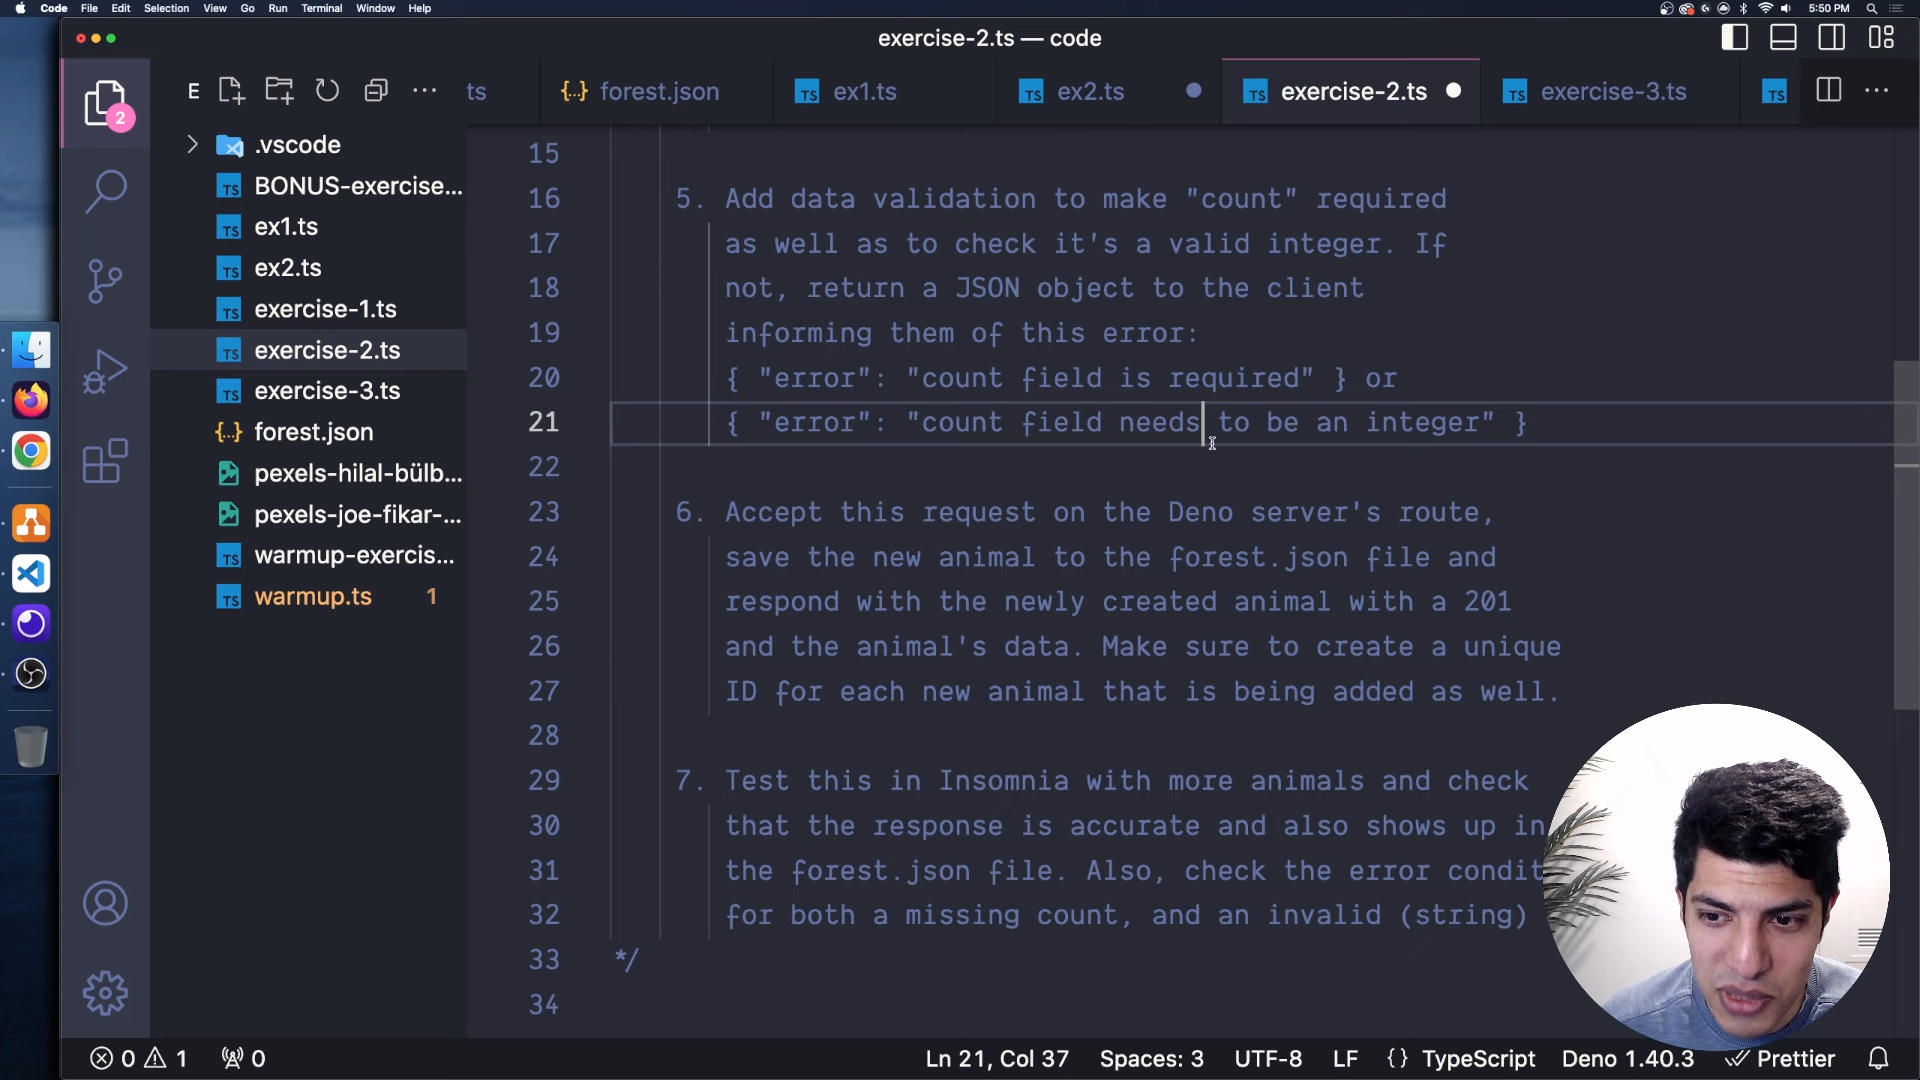 Code File Edit Selection View Go Run Terminal Window Help
5:50 PM
exercise-2.ts — code
E
ts
forest.json
ex1.ts
ex2.ts
exercise-2.ts
exercise-3.ts
2
.vscode
BONUS-exercise...
ex1.ts
ex2.ts
exercise-1.ts
exercise-2.ts
exercise-3.ts
forest.json
pexels-hilal-bülb...
pexels-joe-fikar-...
warmup-exercis...
warmup.ts 1
15
16 5. Add data validation to make "count" required
17 as well as to check it's a valid integer. If
18 not, return a JSON object to the client
19 informing them of this error:
20 { "error": "count field is required" } or
21 { "error": "count field needs to be an integer" }
22
23 6. Accept this request on the Deno server's route,
24 save the new animal to the forest.json file and
25 respond with the newly created animal with a 201
26 and the animal's data. Make sure to create a unique
27 ID for each new animal that is being added as well.
28
29 7. Test this in Insomnia with more animals and check
30 that the response is accurate and also shows up in
31 the forest.json file. Also, check the error condit
32 for both a missing count, and an invalid (string)
33 */
34
0 1 0
Ln 21, Col 37 Spaces: 3 UTF-8 LF {} TypeScript Deno 1.40.3 Prettier